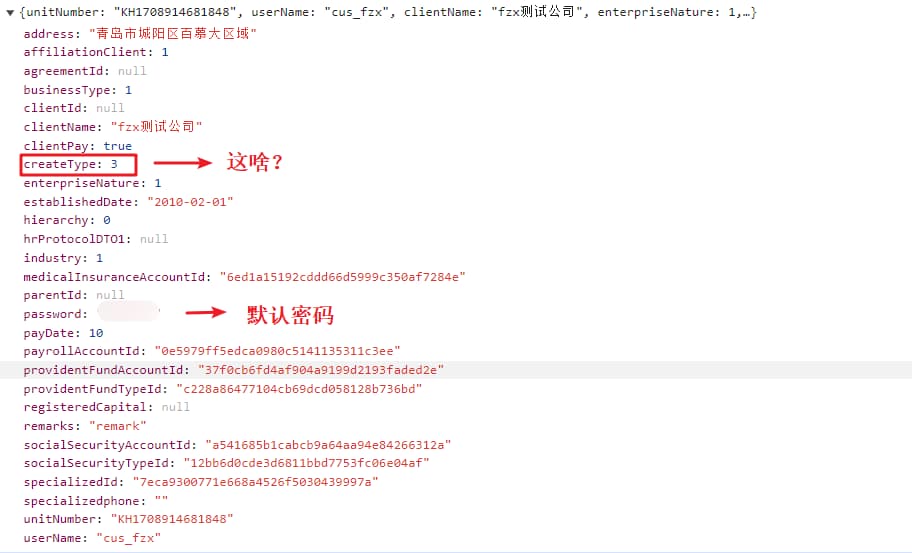 ▼ {unitNumber: "KH1708914681848", userName: "cus_fzx", clientName: "fzx测试公司", enterpriseNature: 1,…}
address: "青岛市城阳区百摹大区域"
affiliationClient: 1
agreementId: null
businessType: 1
clientId: null
clientName: "fzx测试公司"
clientPay: true
createType: 3 这啥?
enterpriseNature: 1
establishedDate: "2010-02-01"
hierarchy: 0
hrProtocolDTO1: null
industry: 1
medicalInsuranceAccountId: "6ed1a15192cddd66d5999c350af7284e"
parentId: null
password: 默认密码
payDate: 10
payrollAccountId: "0e5979ff5edca0980c5141135311c3ee"
providentFundAccountId: "37f0cb6fd4af904a9199d2193faded2e"
providentFundTypeId: "c228a86477104cb69dcd058128b736bd"
registeredCapital: null
remarks: "remark"
socialSecurityAccountId: "a541685b1cabcb9a64aa94e84266312a"
socialSecurityTypeId: "12bb6d0cde3d6811bbd7753fc06e04af"
specializedId: "7eca9300771e668a4526f5030439997a"
specializedphone: ""
unitNumber: "KH1708914681848"
userName: "cus_fzx"